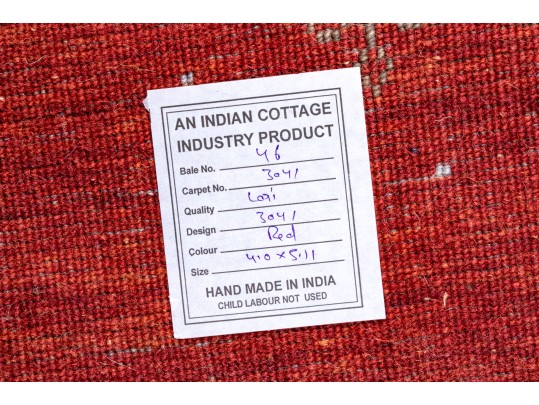 AN INDIAN COTTAGE
INDUSTRY PRODUCT
Bale No. 46
Carpet No. 3041
Quality Lori
Design 3041
Colour Red
Size 4.0 x 5.11
HAND MADE IN INDIA
CHILD LABOUR NOT USED